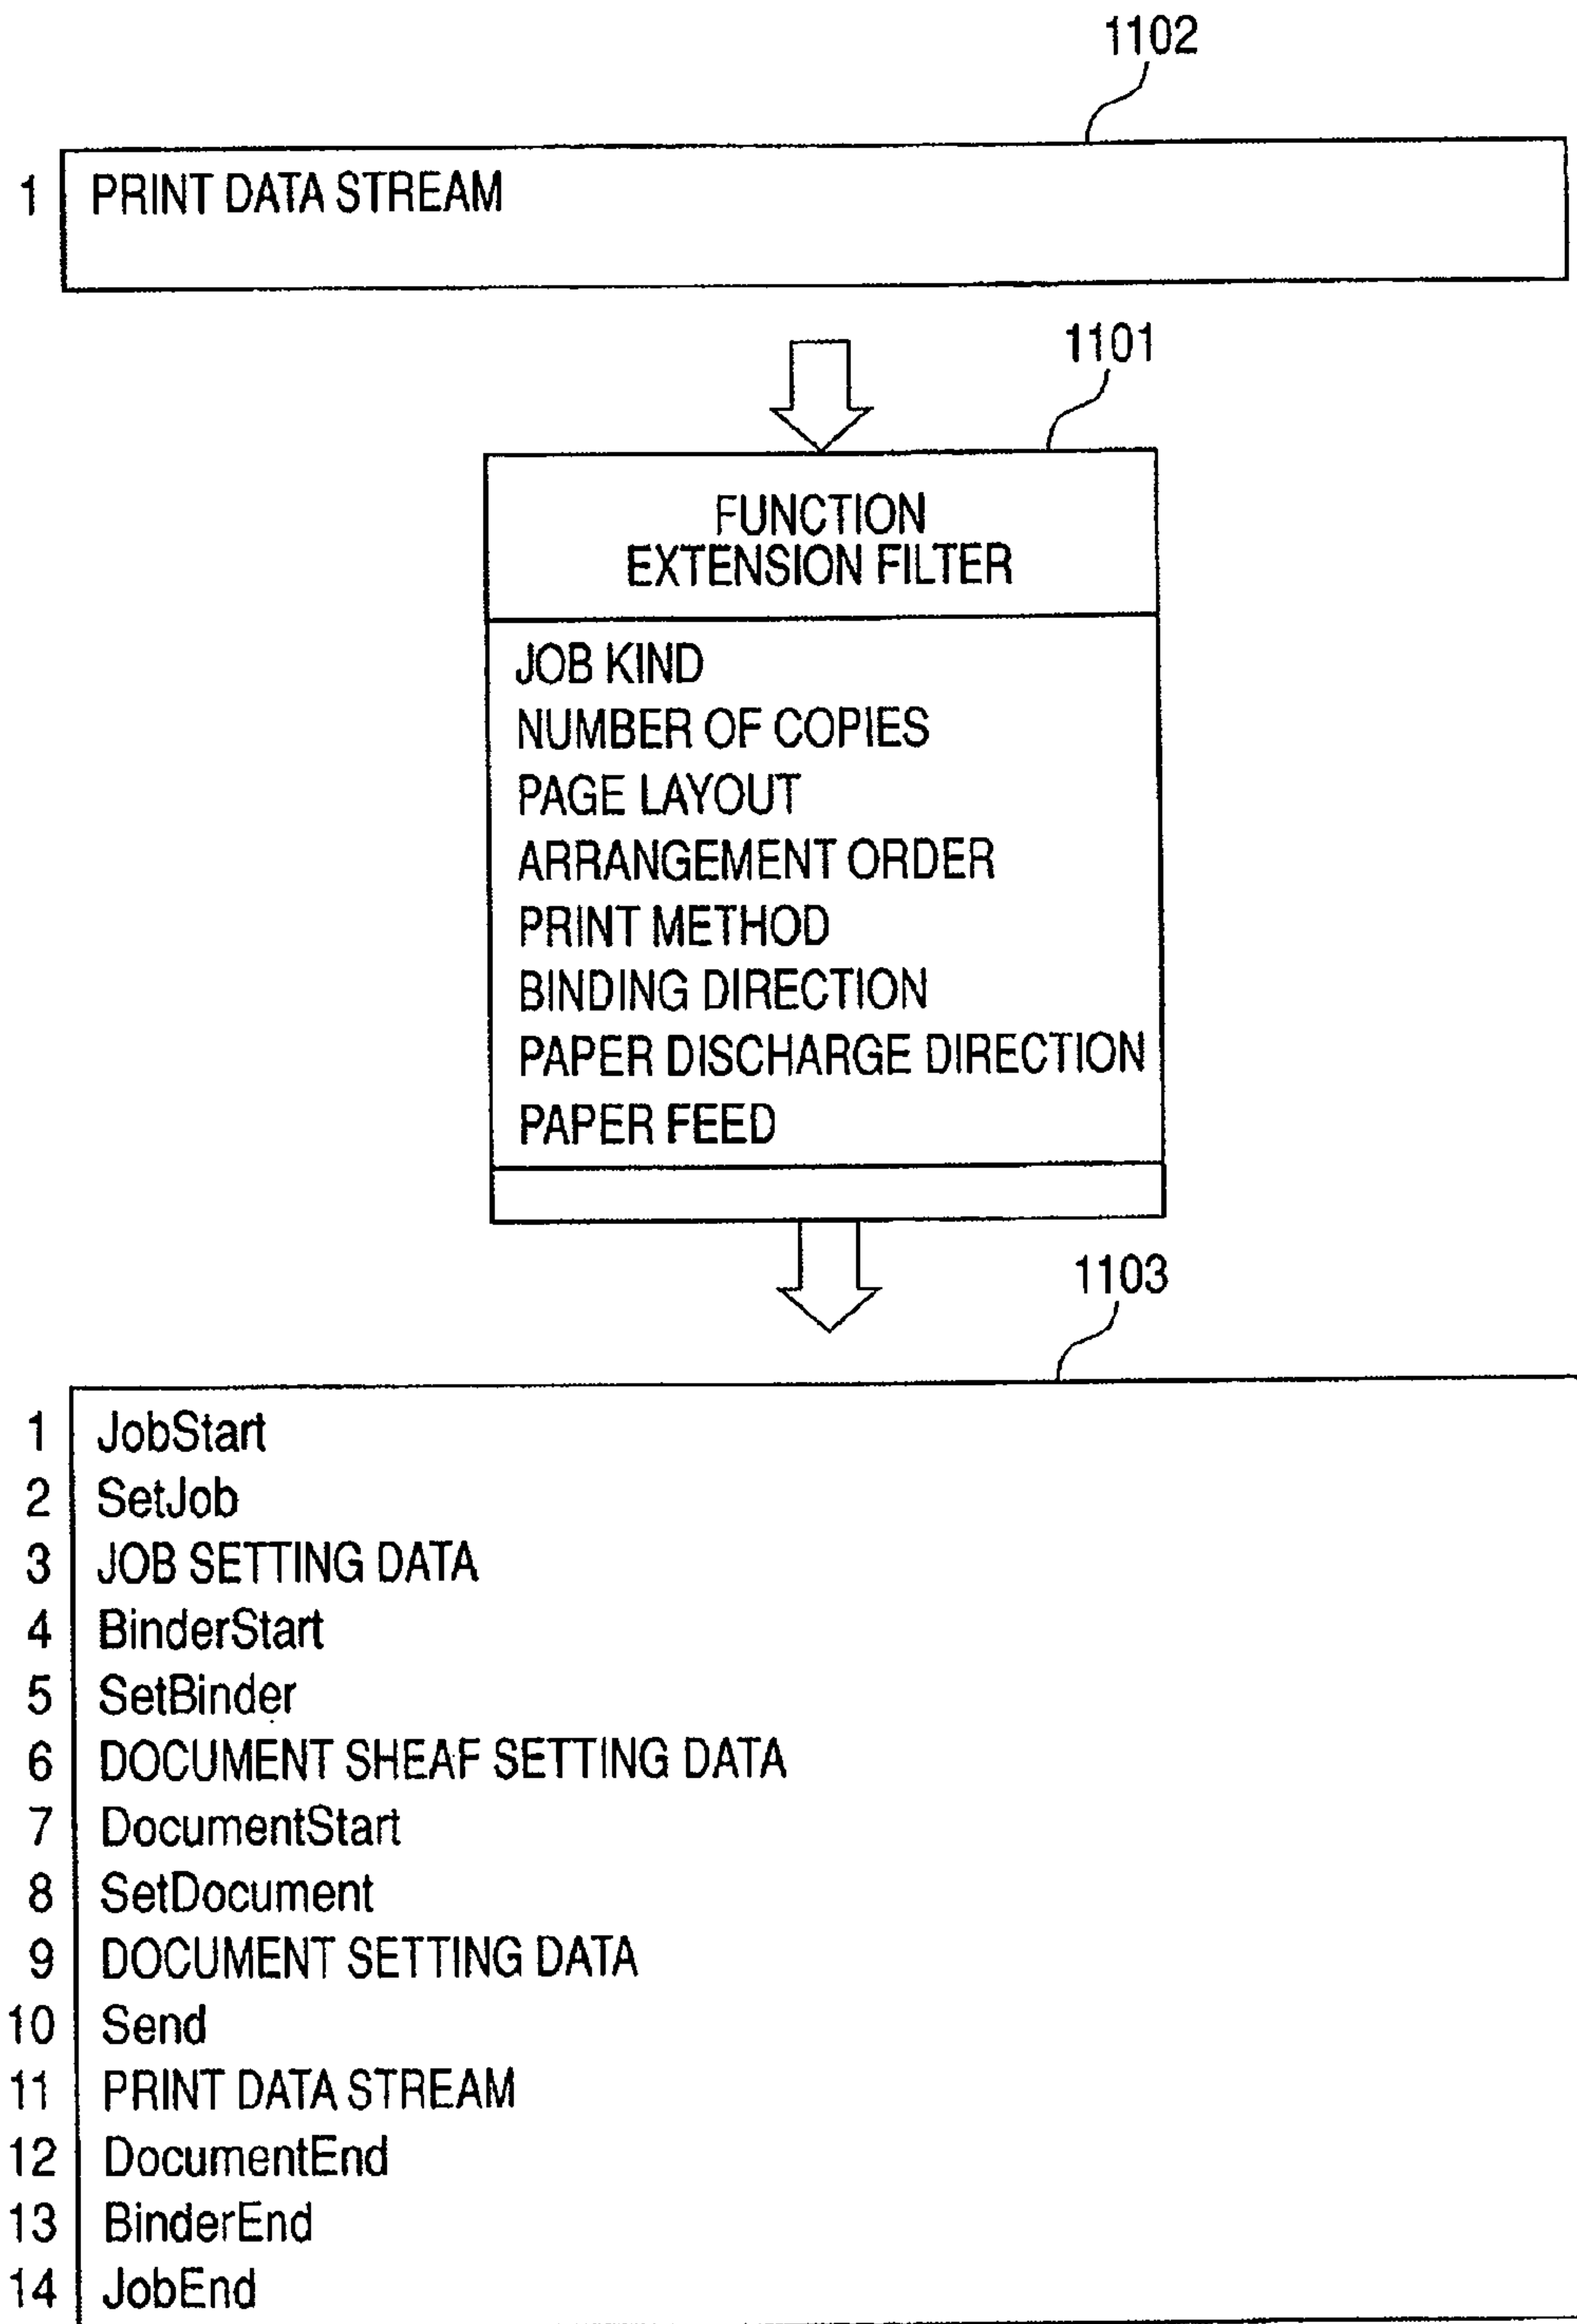 1102
1 PRINT DATA STREAM
1101
FUNCTION
EXTENSION FILTER
JOB KIND
NUMBER OF COPIES
PAGE LAYOUT
ARRANGEMENT ORDER
PRINT METHOD
BINDING DIRECTION
PAPER DISCHARGE DIRECTION
PAPER FEED
1103
1 JobStart
2 SetJob
3 JOB SETTING DATA
4 BinderStart
5 SetBinder
6 DOCUMENT SHEAF SETTING DATA
7 DocumentStart
8 SetDocument
9 DOCUMENT SETTING DATA
10 Send
11 PRINT DATA STREAM
12 DocumentEnd
13 BinderEnd
14 JobEnd